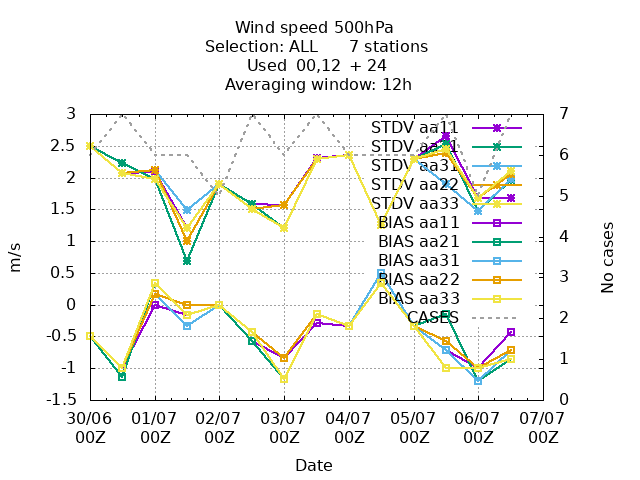 Wind speed 500hPa
Selection: ALL 7 stations
Used 00,12 + 24
Averaging window: 12h
3
2.5
2
1.5
1
0.5
0
-0.5
-1
-1.5
m/s
7
6
5
4
3
2
1
0
No cases
STDV aa11
STDV aa21
STDV aa31
STDV aa22
STDV aa33
BIAS aa11
BIAS aa21
BIAS aa31
BIAS aa22
BIAS aa33
CASES
30/06 01/07 02/07 03/07 04/07 05/07 06/07 07/07
00Z 00Z 00Z 00Z 00Z 00Z 00Z 00Z
Date